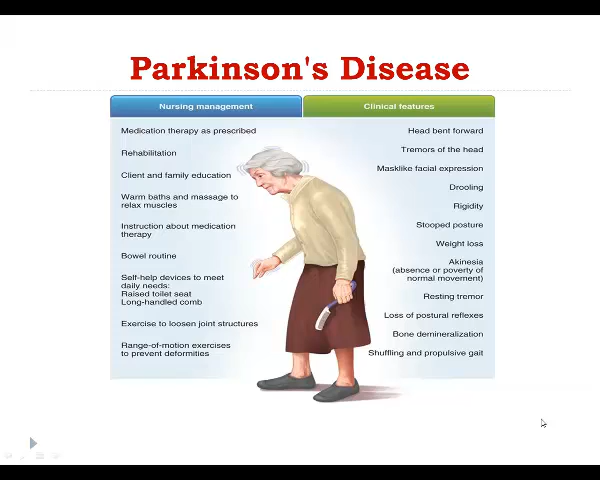 Parkinson's Disease
Nursing management
Medication therapy as prescribed
Rehabilitation
Client and family education
Warm baths and massage to
relax muscles
Instruction about medication
therapy
Bowel routine
Self-help devices to meet
daily needs:
Raised toilet seat
Long-handled comb
Exercise to loosen joint structures
Range-of-motion exercises
to prevent deformities
Clinical features
Head bent forward
Tremors of the head
Masklike facial expression
Drooling
Rigidity
Stooped posture
Weight loss
Akinesia
(absence or poverty of
normal movement)
Resting tremor
Loss of postural reflexes
Bone demineralization
Shuffling and propulsive gait